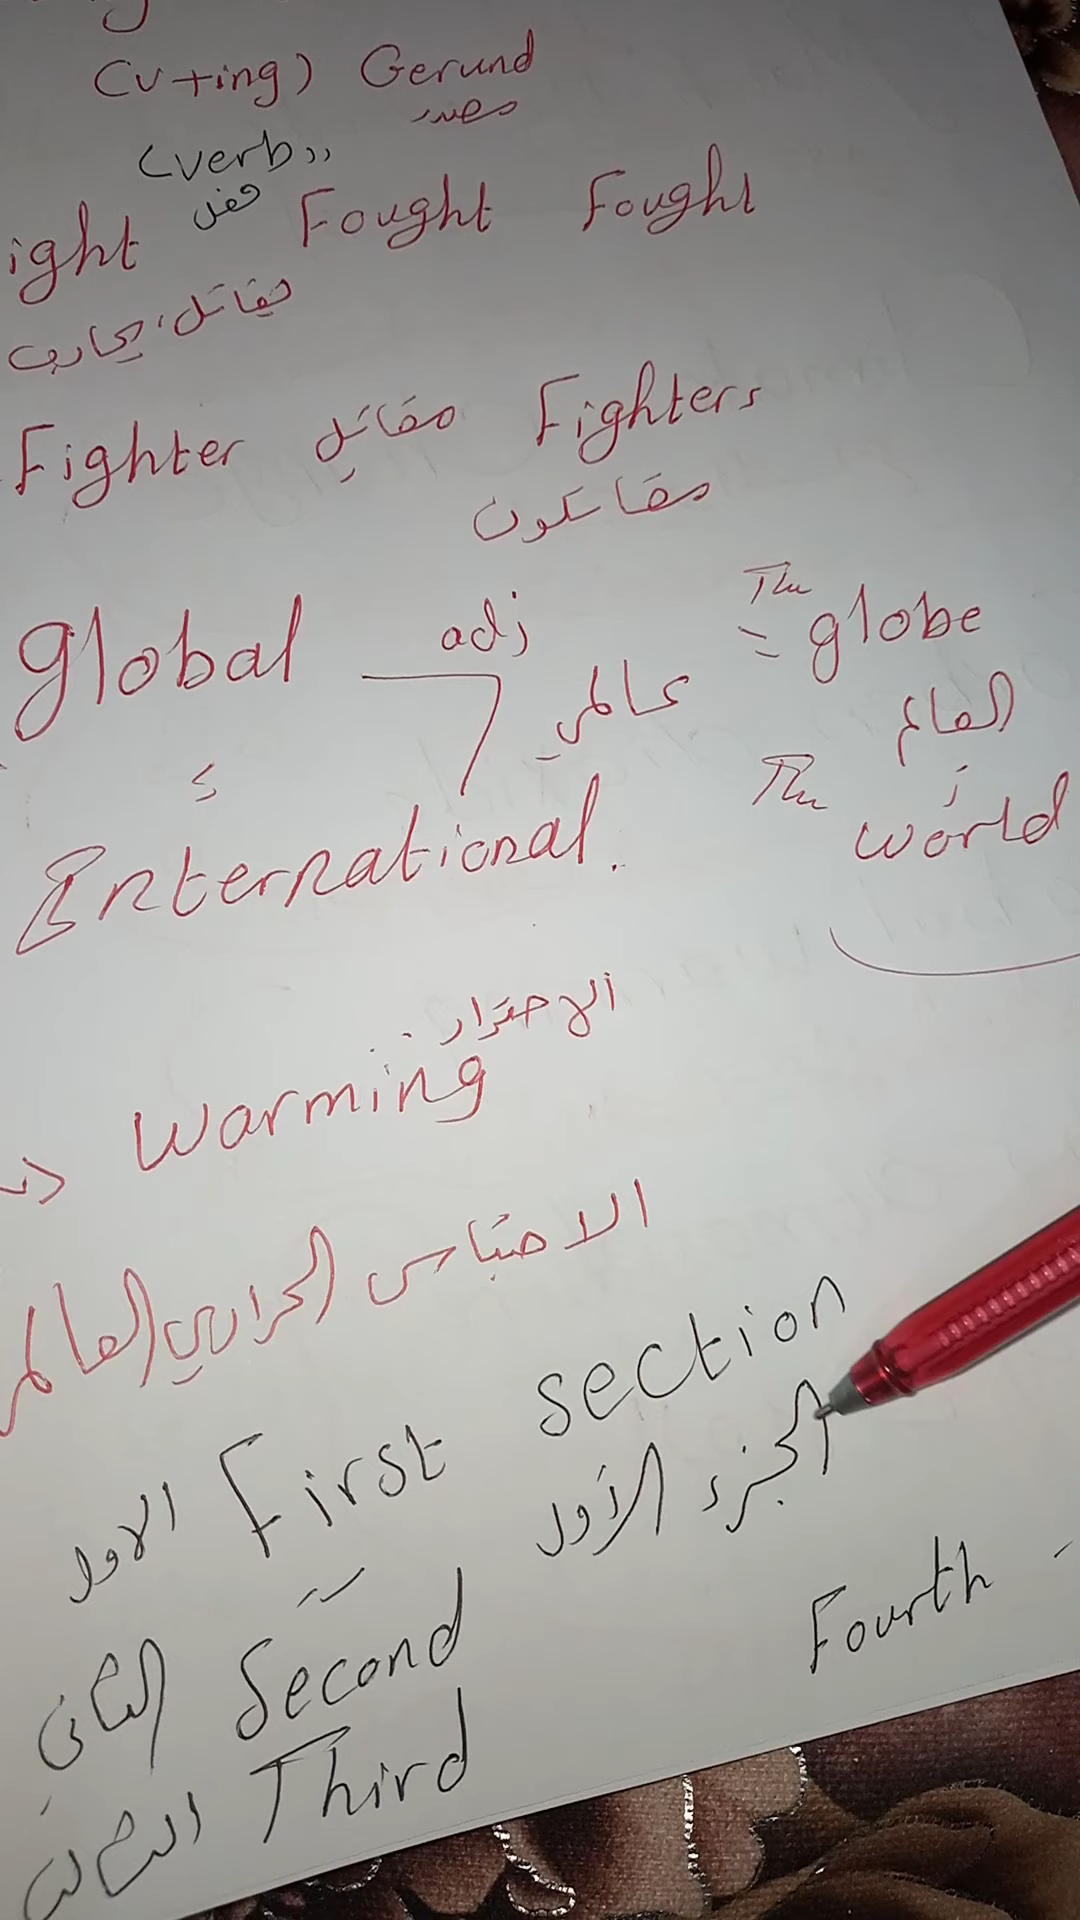 (v+ing) Gerund
مصدر
(verb))
فعل
ight Fought Fought
يقاتل، يحارب
Fighter مقاتل Fighters
مقاتلون
global adj The = globe
عالمي العالم
International. The world
الاحترار
Warming
الاحتباس الحراري العالم
الاول First section
الجزء الأول
الثاني Second Fourth -
الثالث Third